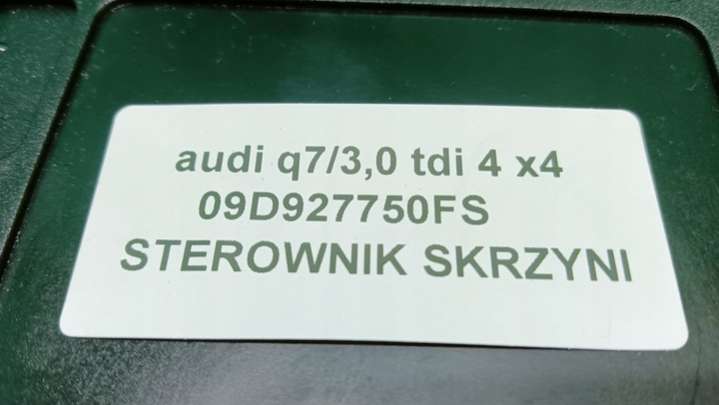 audi q7/3,0 tdi 4 x4
09D927750FS
STEROWNIK SKRZYNI